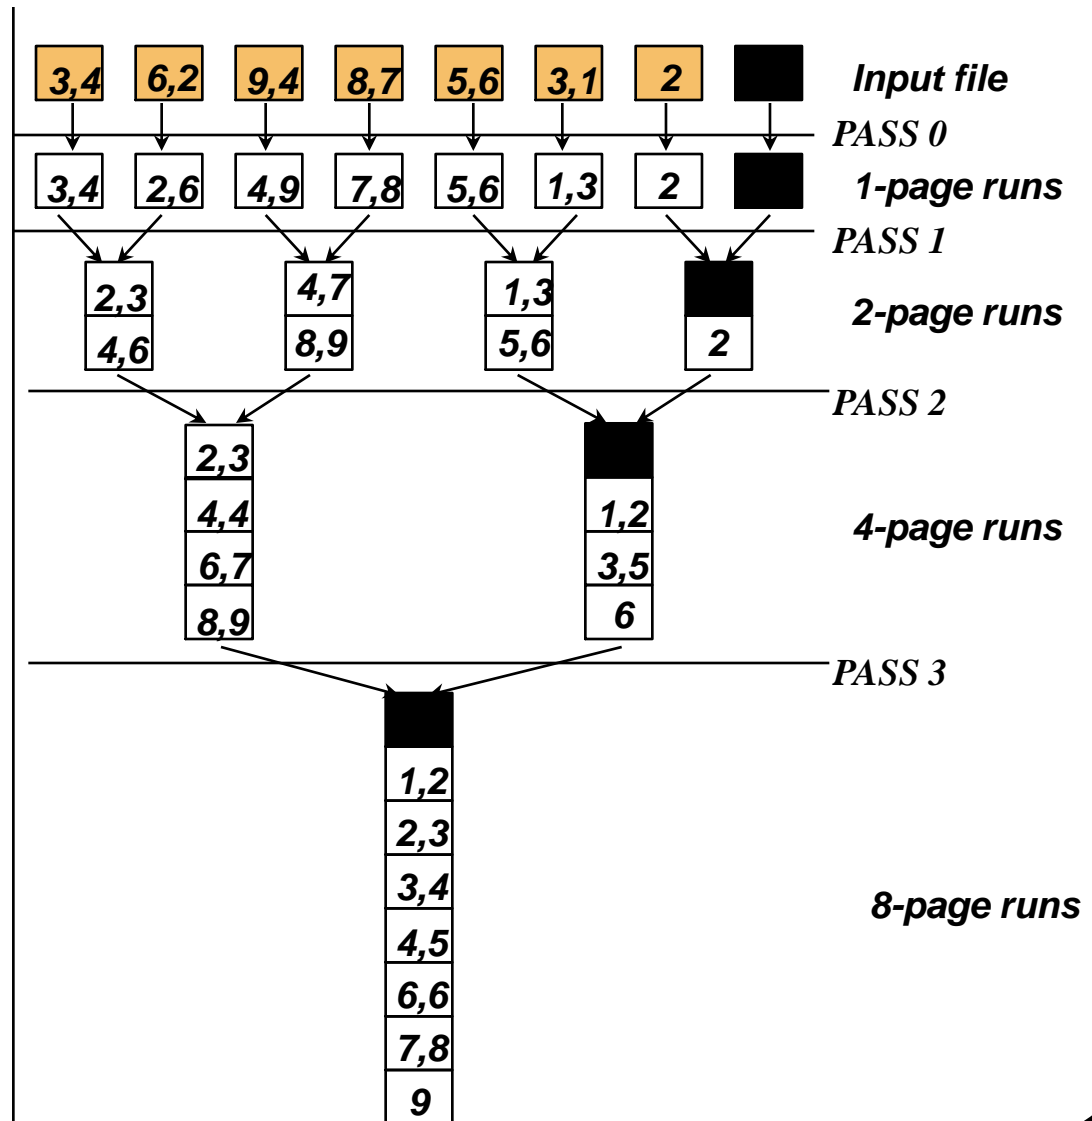 3,4 6,2 9,4 8,7 5,6 3,1 2 Input file
PASS 0
3,4 2,6 4,9 7,8 5,6 1,3 2 1-page runs
PASS 1
2,3 4,7 1,3
2-page runs
4,6 8,9 5,6 2
PASS 2
2,3
4,4 1,2
4-page runs
6,7 3,5
8,9 6
PASS 3
1,2
2,3
3,4
8-page runs
4,5
6,6
7,8
9